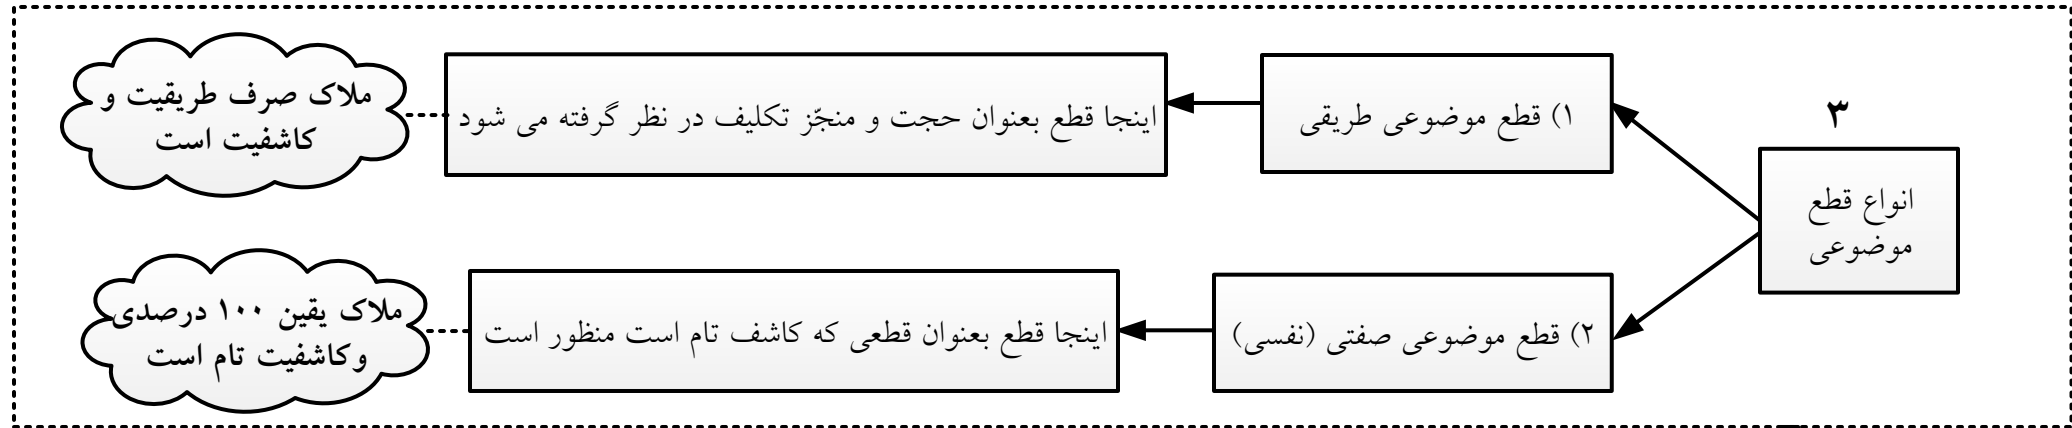 ۳
انواع قطع
موضوعی
۱) قطع موضوعی طریقی
اینجا قطع بعنوان حجت و منجّز تکلیف در نظر گرفته می شود
ملاک صرف طریقیت و
کاشفیت است
۲) قطع موضوعی صفتی (نفسی)
اینجا قطع بعنوان قطعی که کاشف تام است منظور است
ملاک یقین ۱۰۰ درصدی
وکاشفیت تام است